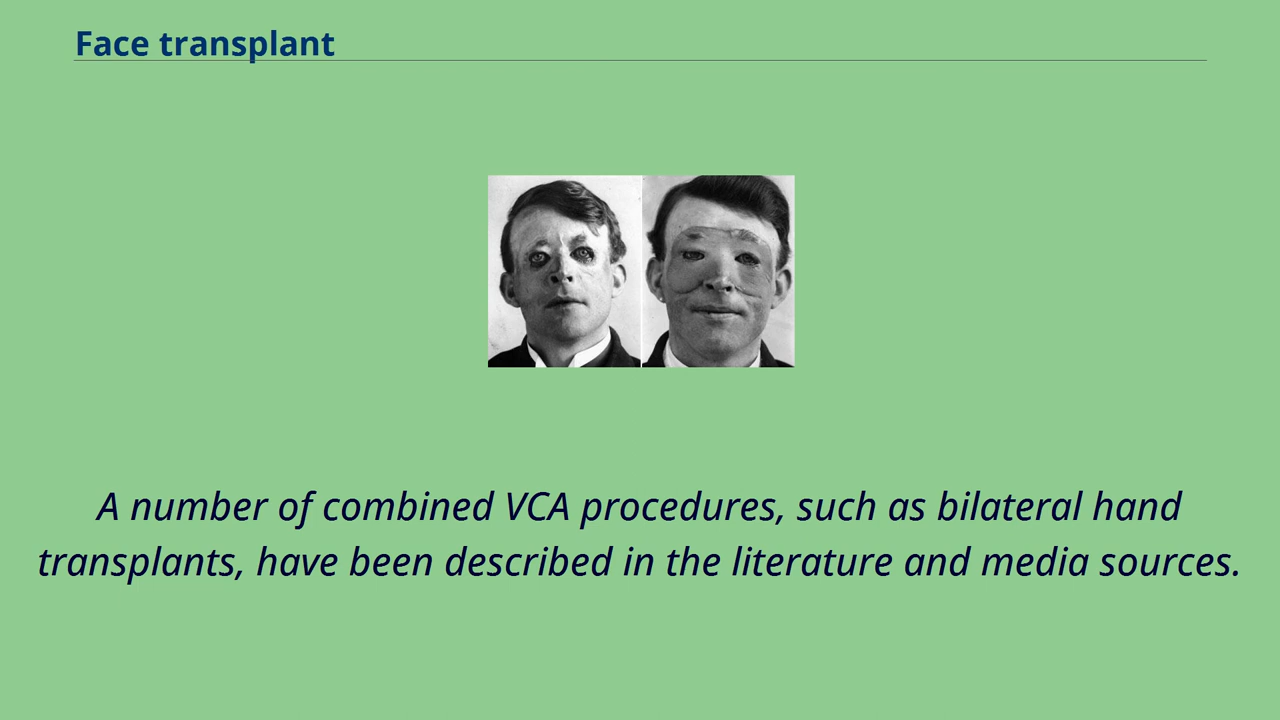 Face transplant
A number of combined VCA procedures, such as bilateral hand
transplants, have been described in the literature and media sources.